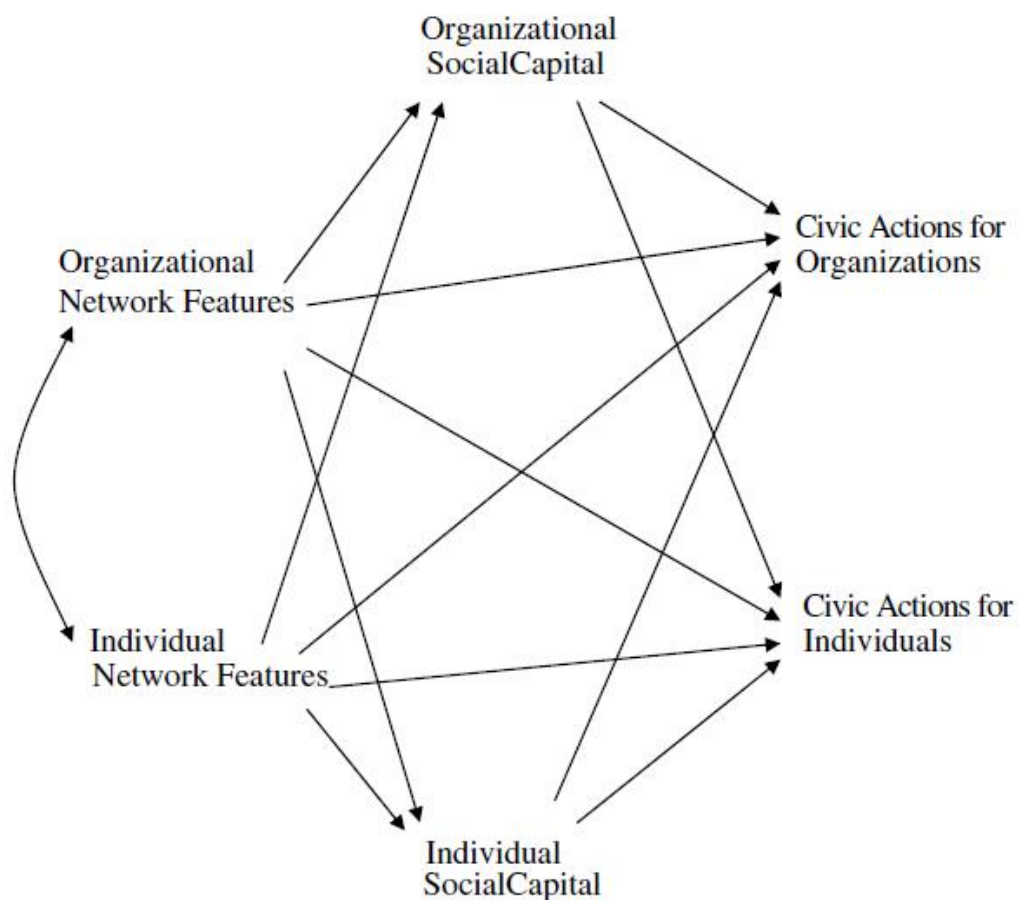 Organizational
SocialCapital
Civic Actions for
Organizations
Organizational
Network Features
Civic Actions for
Individuals
Individual
Network Features
Individual
SocialCapital